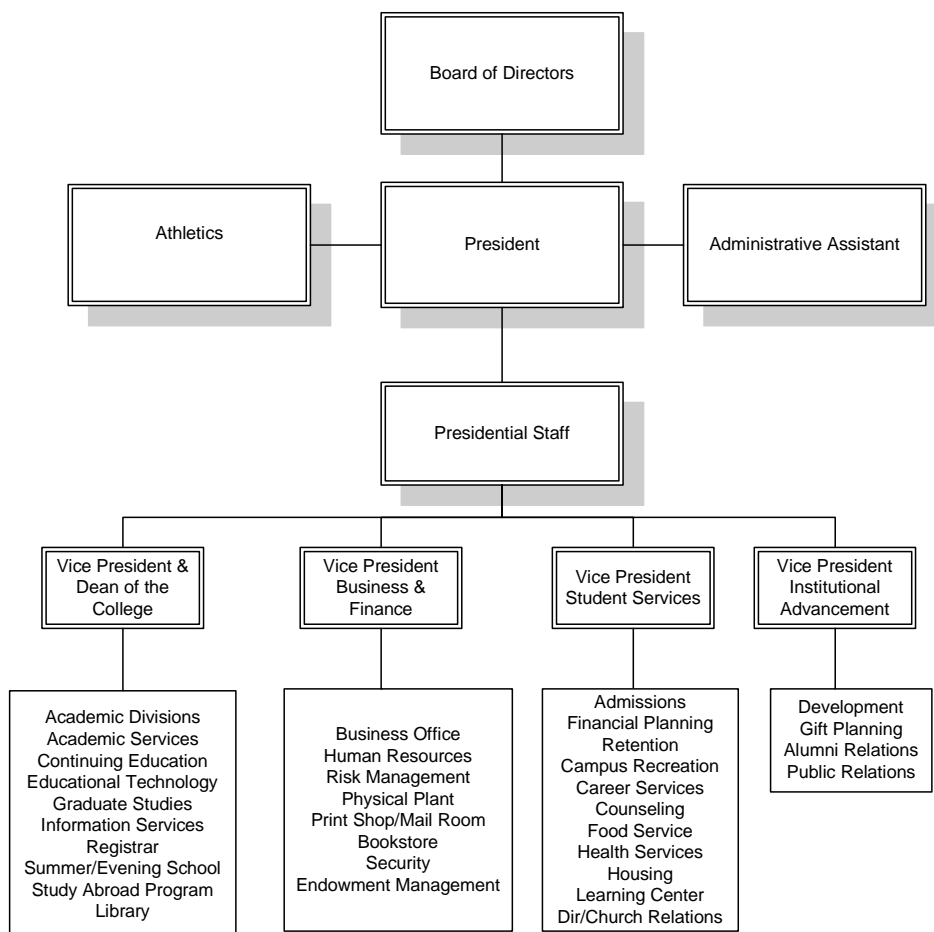 Board of Directors
Athletics
President
Administrative Assistant
Presidential Staff
Vice President &
Dean of the
College
Vice President
Business &
Finance
Vice President
Student Services
Vice President
Institutional
Advancement
Academic Divisions
Academic Services
Continuing Education
Educational Technology
Graduate Studies
Information Services
Registrar
Summer/Evening School
Study Abroad Program
Library
Business Office
Human Resources
Risk Management
Physical Plant
Print Shop/Mail Room
Bookstore
Security
Endowment Management
Admissions
Financial Planning
Retention
Campus Recreation
Career Services
Counseling
Food Service
Health Services
Housing
Learning Center
Dir/Church Relations
Development
Gift Planning
Alumni Relations
Public Relations